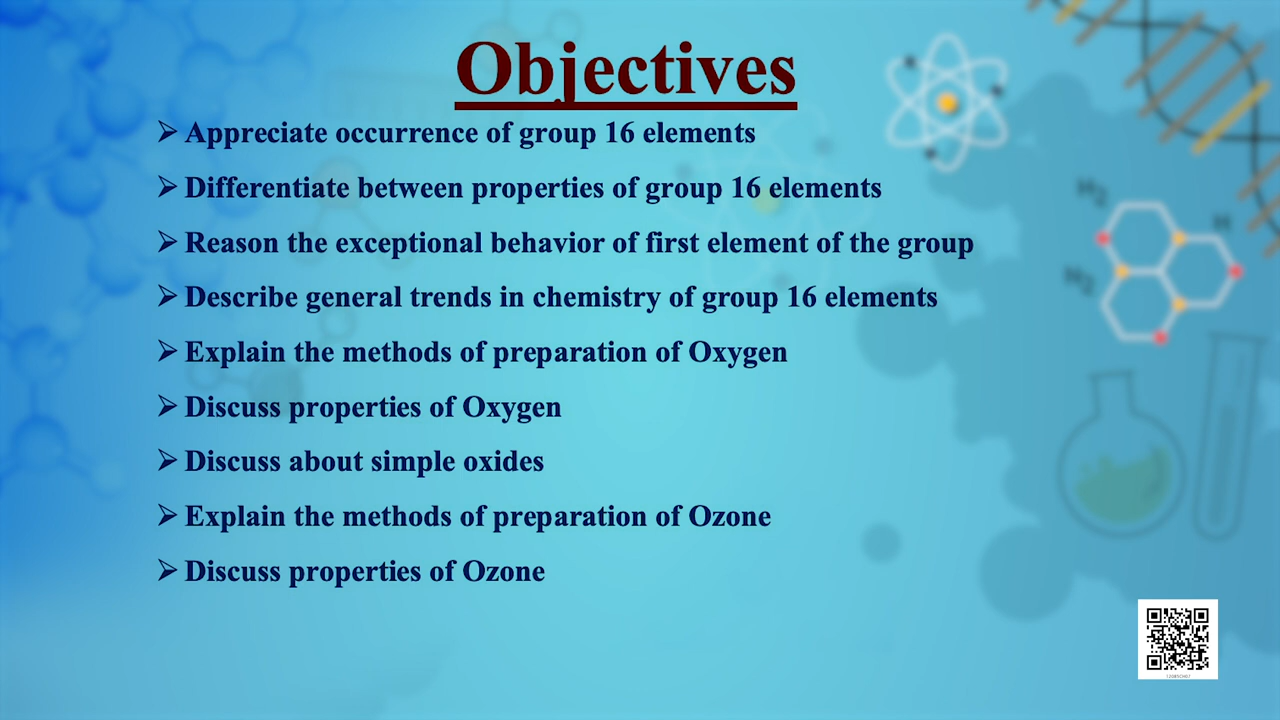 Objectives
➢ Appreciate occurrence of group 16 elements
➢ Differentiate between properties of group 16 elements
➢ Reason the exceptional behavior of first element of the group
➢ Describe general trends in chemistry of group 16 elements
➢ Explain the methods of preparation of Oxygen
➢ Discuss properties of Oxygen
➢ Discuss about simple oxides
➢ Explain the methods of preparation of Ozone
➢ Discuss properties of Ozone
H